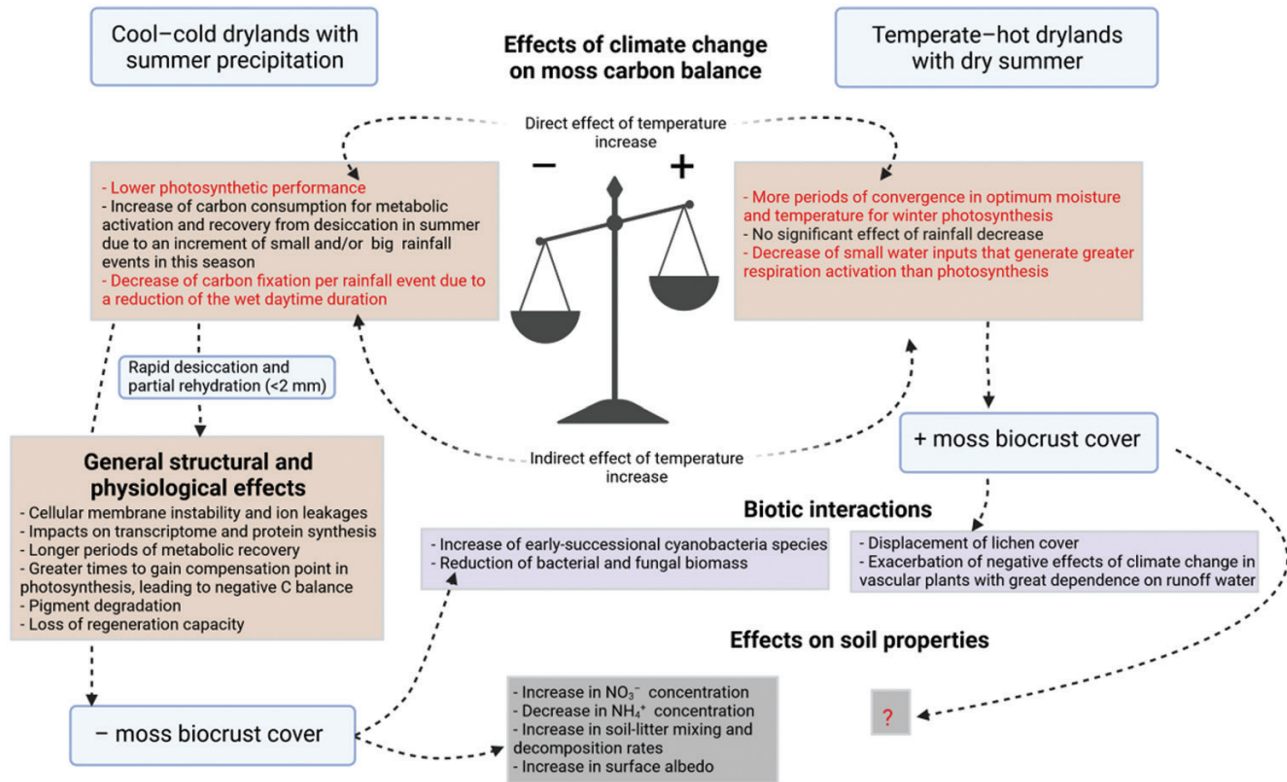 Cool–cold drylands with
summer precipitation
Effects of climate change
on moss carbon balance
Temperate–hot drylands
with dry summer
Direct effect of temperature
increase
–
+
- Lower photosynthetic performance
- Increase of carbon consumption for metabolic
activation and recovery from desiccation in summer
due to an increment of small and/or big rainfall
events in this season
- Decrease of carbon fixation per rainfall event due to
a reduction of the wet daytime duration
- More periods of convergence in optimum moisture
and temperature for winter photosynthesis
- No significant effect of rainfall decrease
- Decrease of small water inputs that generate greater
respiration activation than photosynthesis
Rapid desiccation and
partial rehydration (<2 mm)
General structural and
physiological effects
- Cellular membrane instability and ion leakages
- Impacts on transcriptome and protein synthesis
- Longer periods of metabolic recovery
- Greater times to gain compensation point in
photosynthesis, leading to negative C balance
- Pigment degradation
- Loss of regeneration capacity
Indirect effect of temperature
increase
+ moss biocrust cover
Biotic interactions
- Increase of early-successional cyanobacteria species
- Reduction of bacterial and fungal biomass
- Displacement of lichen cover
- Exacerbation of negative effects of climate change in
vascular plants with great dependence on runoff water
Effects on soil properties
– moss biocrust cover
- Increase in NO₃⁻ concentration
- Decrease in NH₄⁺ concentration
- Increase in soil-litter mixing and
decomposition rates
- Increase in surface albedo
?